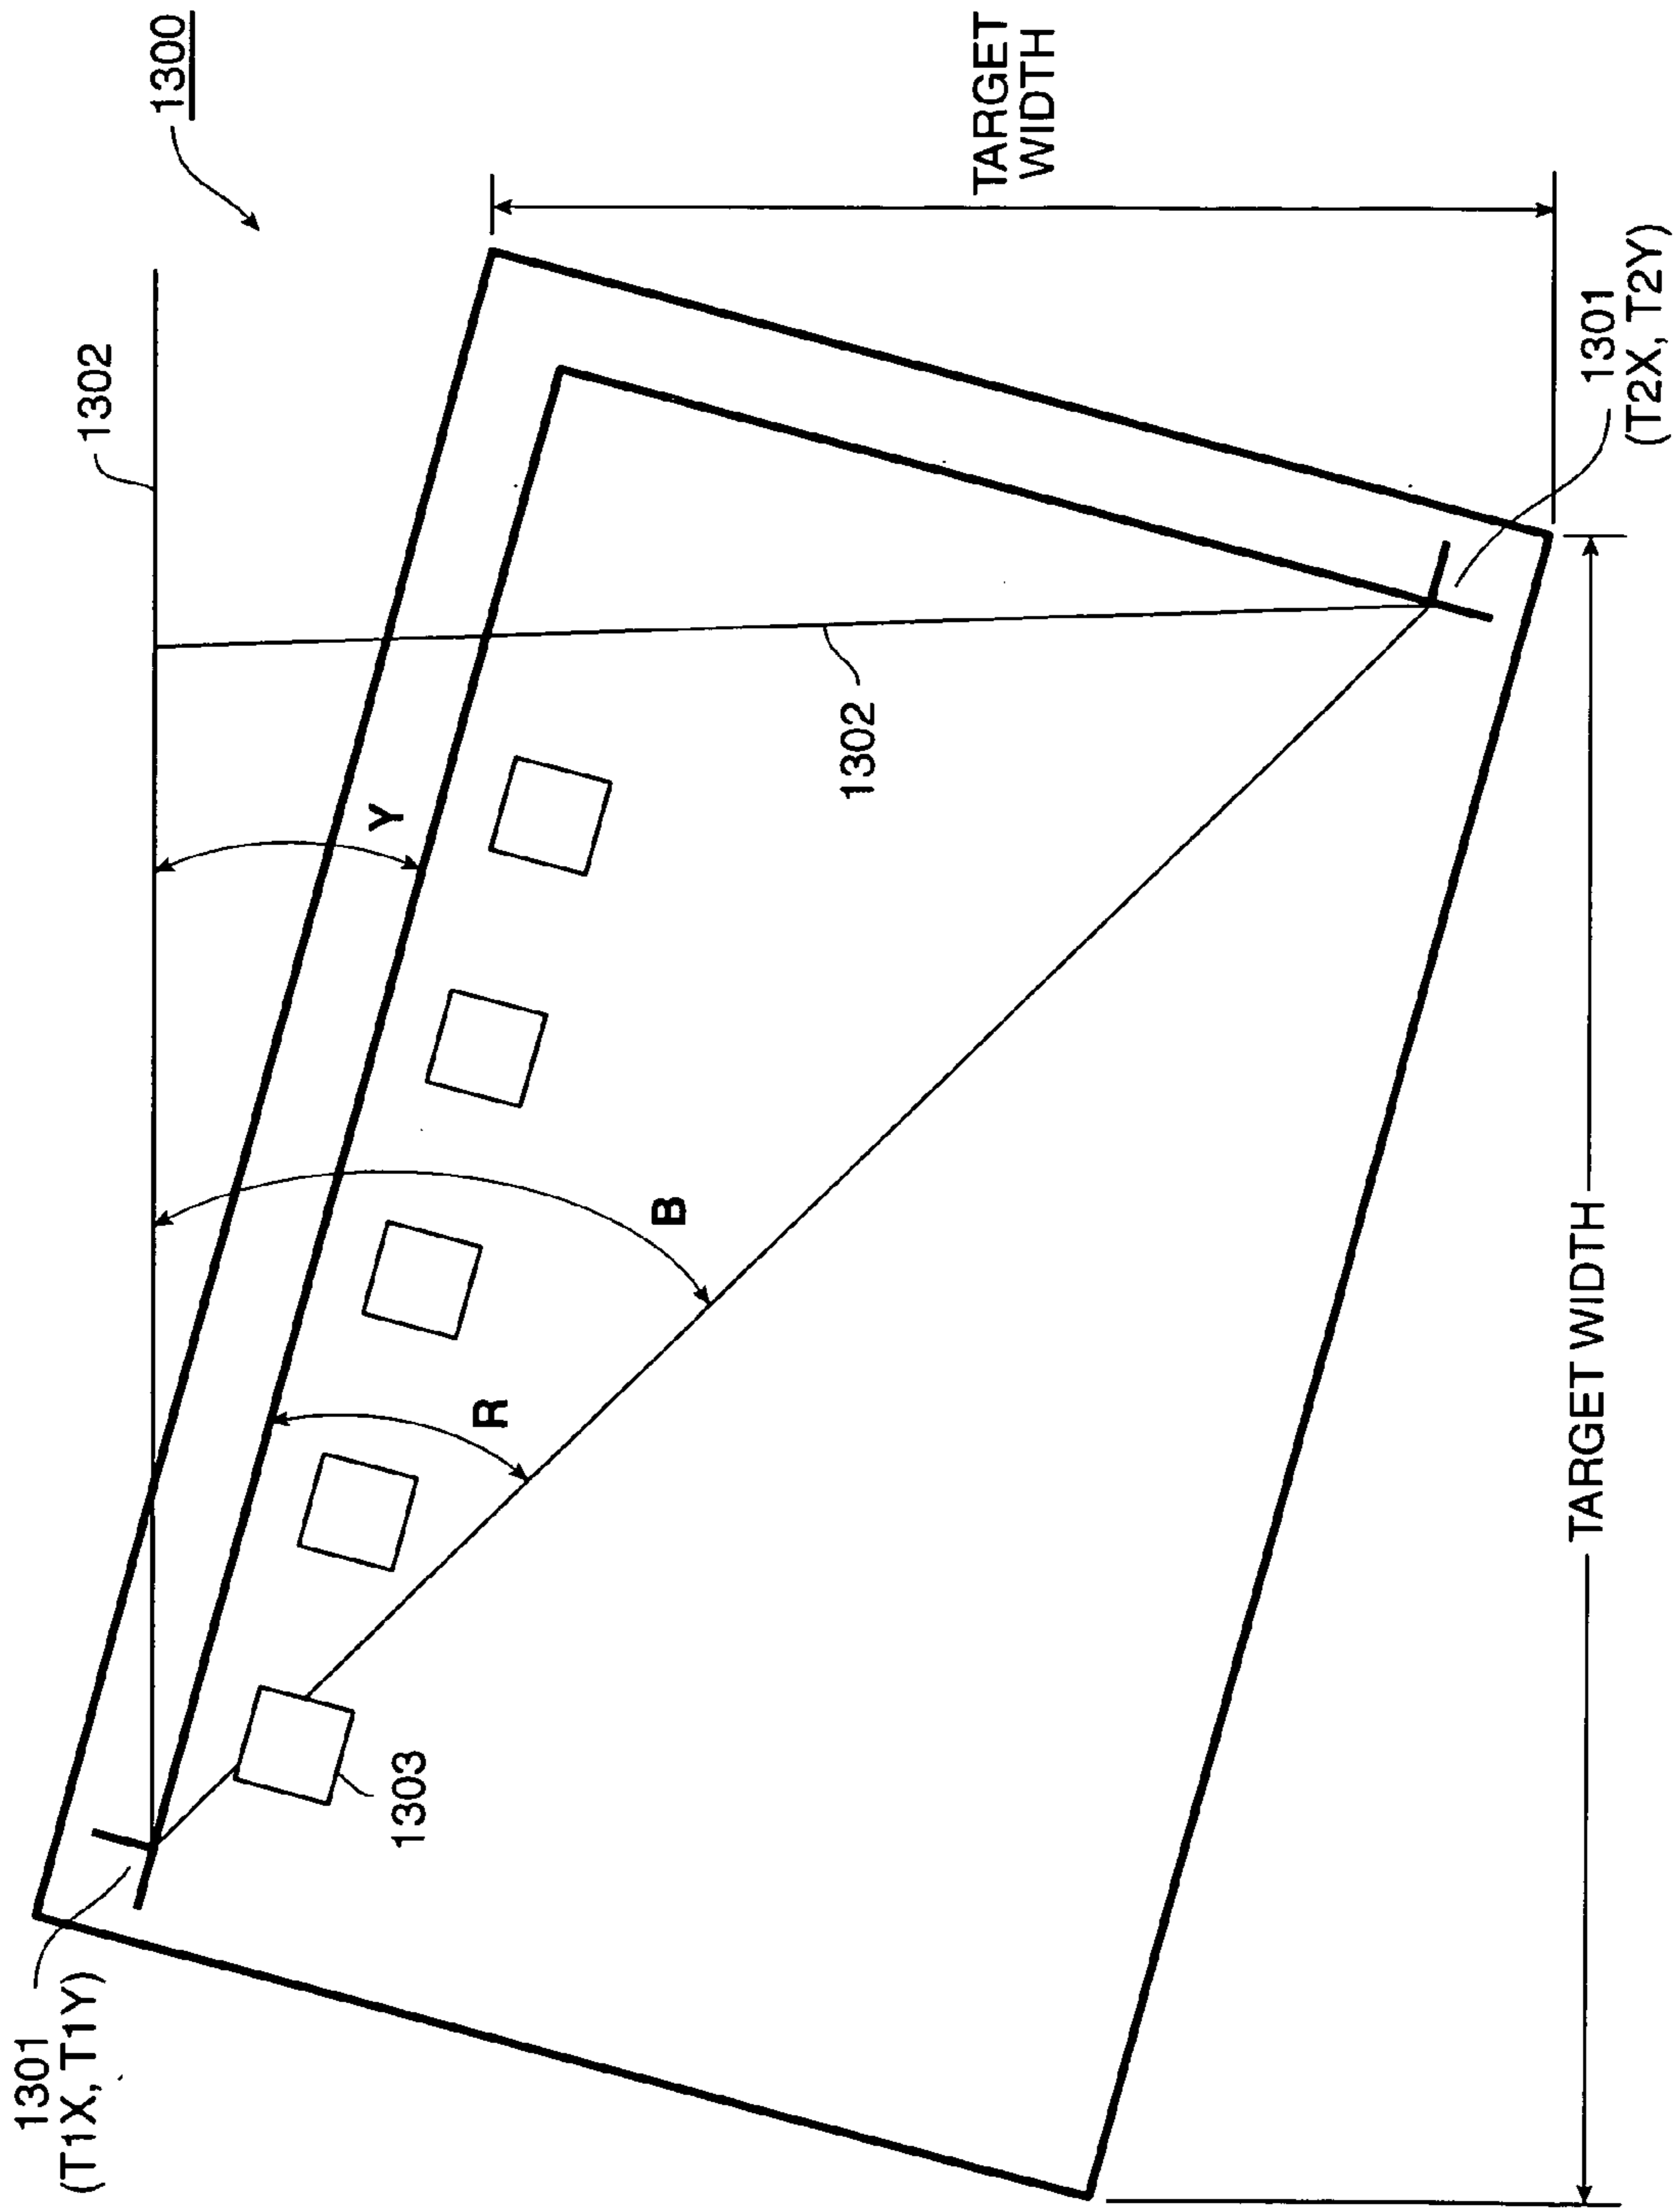 1300
1302
TARGET
WIDTH
1301
(T2X, T2Y)
Y
1302
B
R
1303
1301
(T1X, T1Y)
TARGET WIDTH